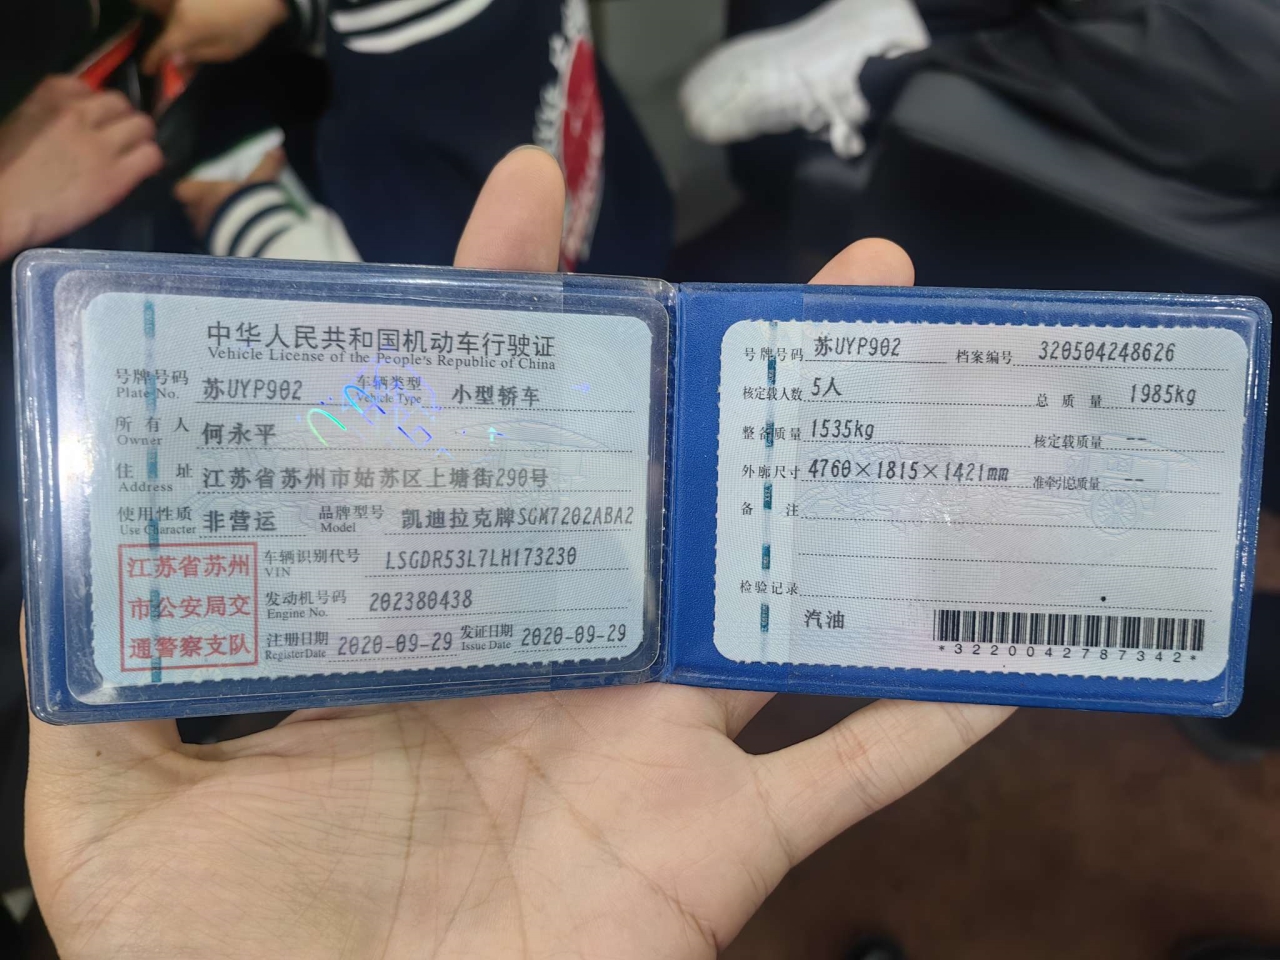 中华人民共和国机动车行驶证
Vehicle License of the People's Republic of China
号牌号码 苏UYP902 车辆类型 小型轿车
Plate No. Vehicle Type
所有人 何永平
Owner
住址 江苏省苏州市姑苏区上塘街290号
Address
使用性质 非营运 品牌型号 凯迪拉克牌SGM7202ABA2
Use Character Model
江苏省苏州
市公安局交
通警察支队
车辆识别代号 LSGDR53L7LH173230
VIN
发动机号码 202380438
Engine No.
注册日期 2020-09-29 发证日期 2020-09-29
Register Date Issue Date
号牌号码 苏UYP902 档案编号 320504248626
核定载人数 5人 总质量 1985kg
整备质量 1535kg 核定载质量 --
外廓尺寸 4760×1815×1421mm 准牵引总质量 --
备注
检验记录
汽油
*3220042787342*